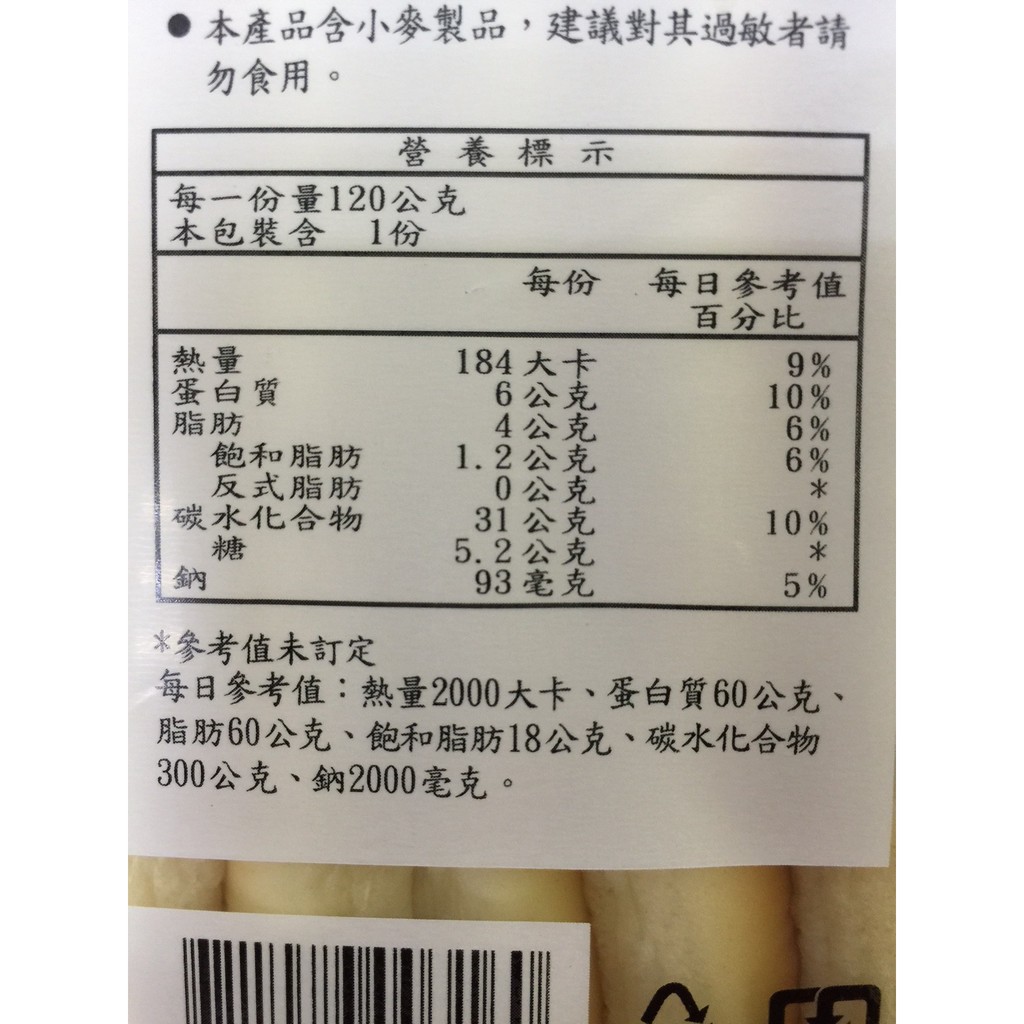 ● 本產品含小麥製品，建議對其過敏者請
勿食用。
營養標示
每一份量120公克
本包裝含 1份
每份 每日參考值
百分比
熱量 184大卡 9%
蛋白質 6公克 10%
脂肪 4公克 6%
飽和脂肪 1.2公克 6%
反式脂肪 0公克 *
碳水化合物 31公克 10%
糖 5.2公克 *
鈉 93毫克 5%
*參考值未訂定
每日參考值：熱量2000大卡、蛋白質60公克、
脂肪60公克、飽和脂肪18公克、碳水化合物
300公克、鈉2000毫克。